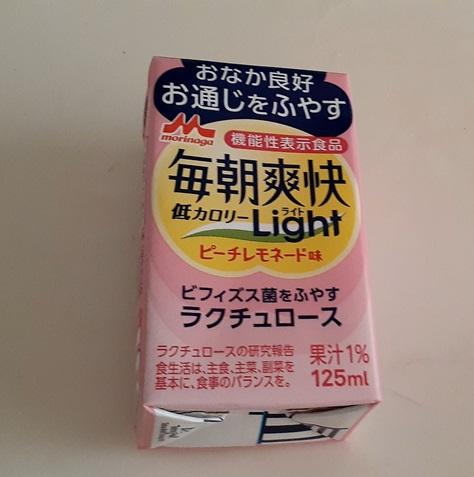 おなか良好
お通じをふやす
morinaga
機能性表示食品
毎朝爽快
ライト
低カロリーLight
ピーチレモネード味
ビフィズス菌をふやす
ラクチュロース
ラクチュロースの研究報告
食生活は、主食、主菜、副菜を
基本に、食事のバランスを。
果汁1%
125ml